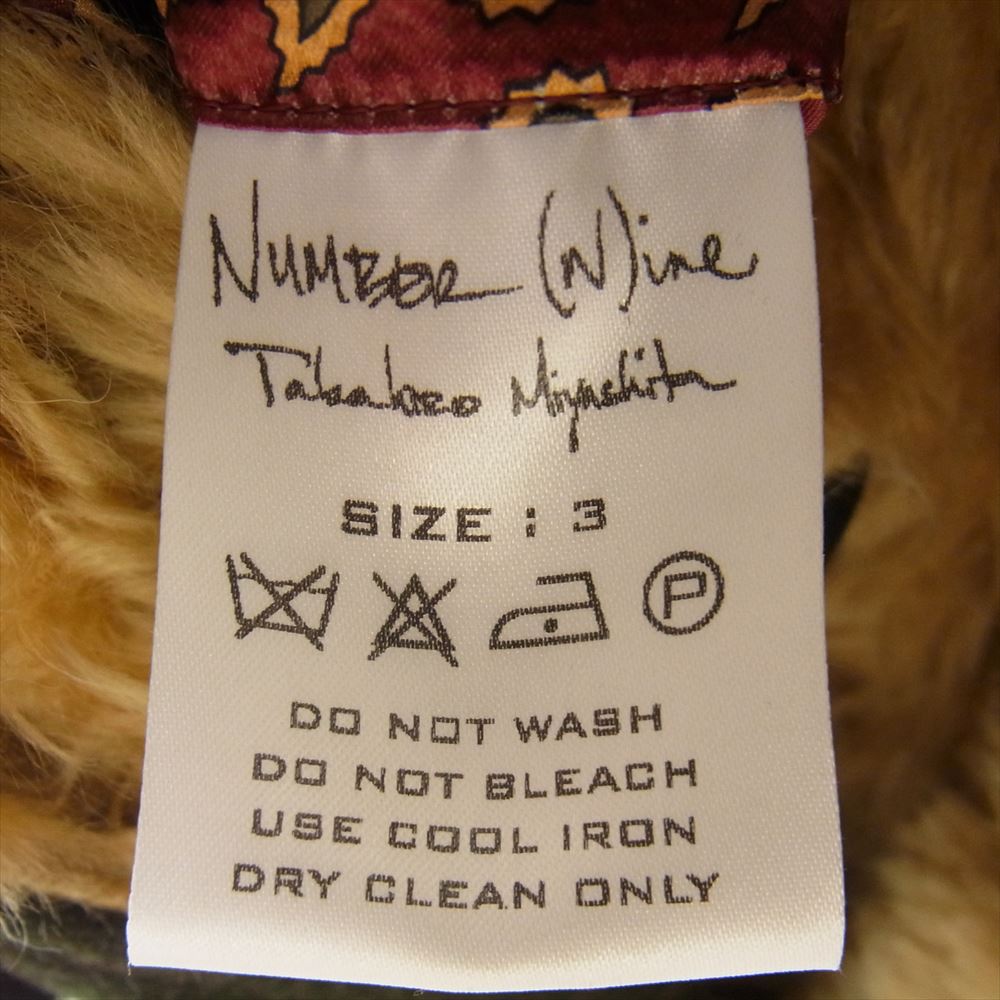 NUMBER (N)ine
Takahiro Miyashita
SIZE : 3
P
DO NOT WASH
DO NOT BLEACH
USE COOL IRON
DRY CLEAN ONLY